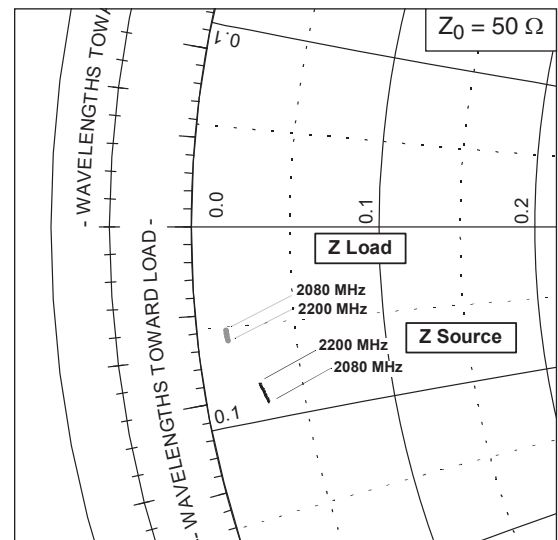 Z₀ = 50 Ω
0.1
- WAVELENGTHS TOWA
0.0
0.1
0.2
Z Load
- WAVELENGTHS TOWARD LOAD -
2080 MHz
2200 MHz
Z Source
2200 MHz
2080 MHz
0.1